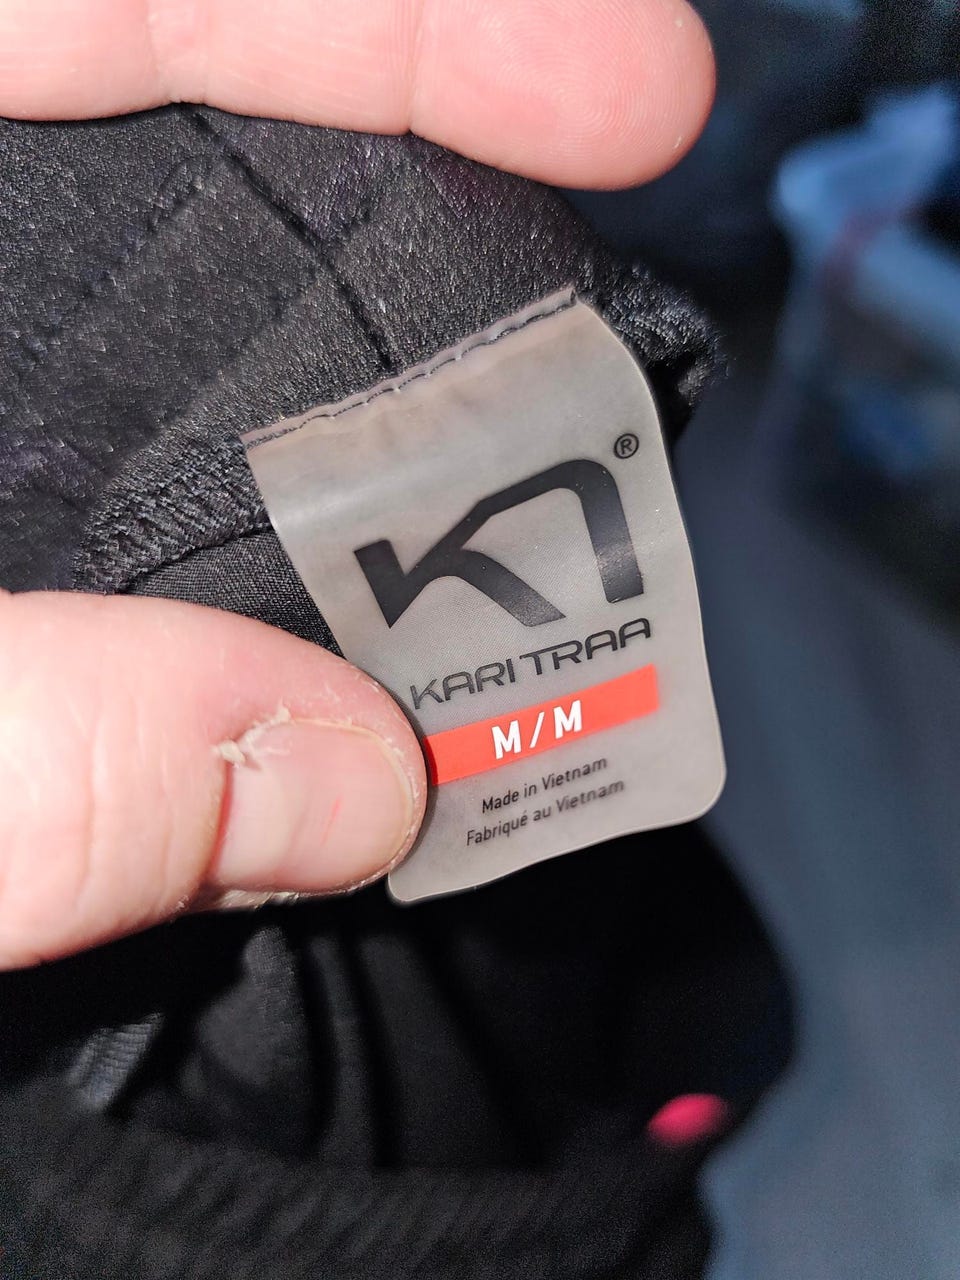 ®
KARI TRAA
M/M
Made in Vietnam
Fabriqué au Vietnam